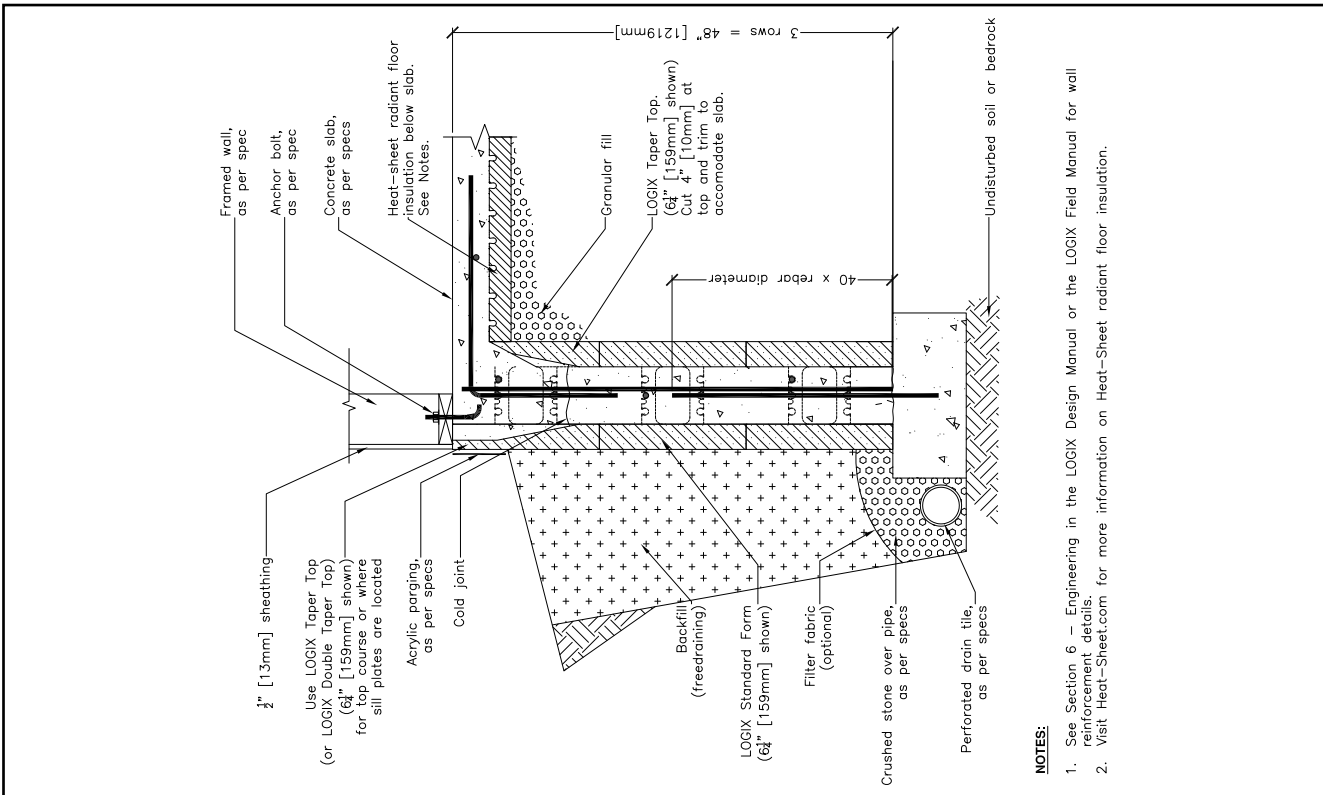 ½" [13mm] sheathing
Use LOGIX Taper Top
(or LOGIX Double Taper Top)
(6¼" [159mm] shown)
for top course or where
sill plates are located
Acrylic parging,
as per specs
Cold joint
Backfill
(freedraining)
LOGIX Standard Form
(6¼" [159mm] shown)
Filter fabric
(optional)
Crushed stone over pipe,
as per specs
Perforated drain tile,
as per specs
Framed wall,
as per spec
Anchor bolt,
as per spec
Concrete slab,
as per specs
Heat-sheet radiant floor
insulation below slab.
See Notes.
Granular fill
LOGIX Taper Top.
(6¼" [159mm] shown)
Cut 4" [10mm] at
top and trim to
accomodate slab.
40 x rebar diameter
3 rows = 48" [1219mm]
Undisturbed soil or bedrock
NOTES:
1. See Section 6 – Engineering in the LOGIX Design Manual or the LOGIX Field Manual for wall
reinforcement details.
2. Visit Heat-Sheet.com for more information on Heat-Sheet radiant floor insulation.